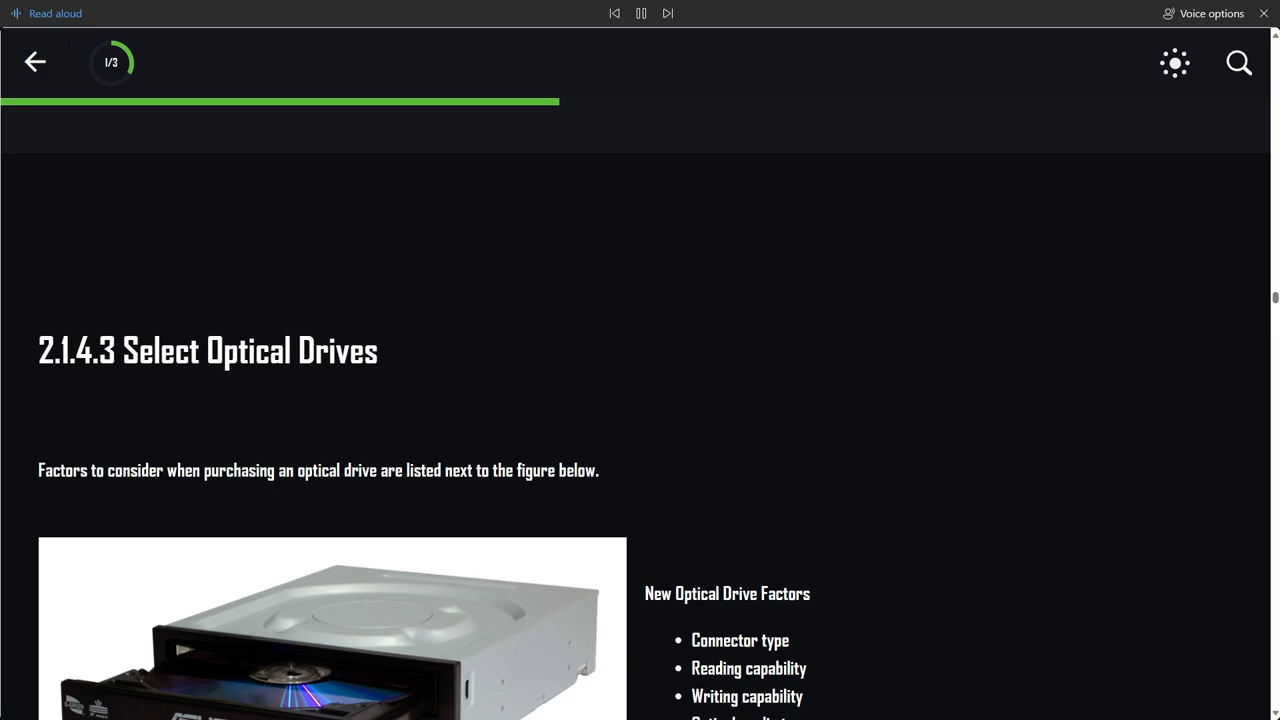 Read aloud
Voice options
1/3
2.1.4.3 Select Optical Drives
Factors to consider when purchasing an optical drive are listed next to the figure below.
New Optical Drive Factors
• Connector type
• Reading capability
• Writing capability